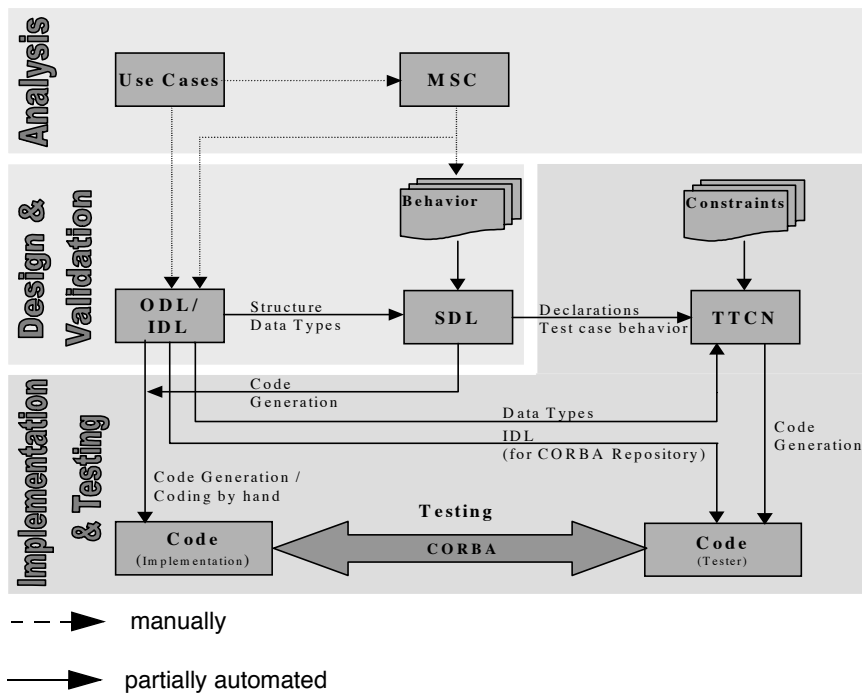 Analysis
Use Cases
MSC
Design &
Validation
Behavior
Constraints
ODL/
IDL
Structure
Data Types
SDL
Declarations
Test case behavior
TTCN
Implementation
& Testing
Code
Generation
Data Types
IDL
(for CORBA Repository)
Code
Generation
Code Generation /
Coding by hand
Testing
Code
(Implementation)
CORBA
Code
(Tester)
manually
partially automated